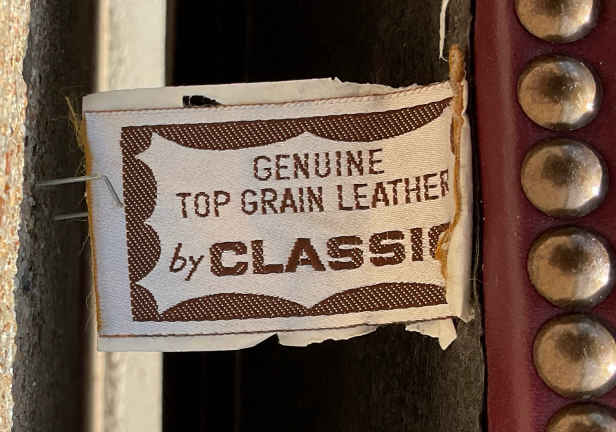 GENUINE
TOP GRAIN LEATHER
by CLASSIC